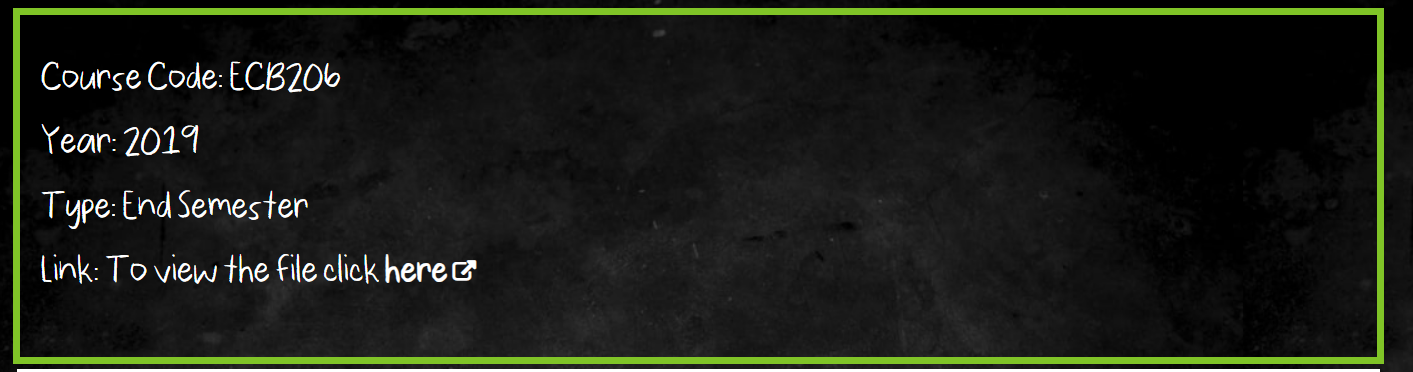 Course Code: ECB206
Year: 2019
Type: End Semester
Link: To view the file click here